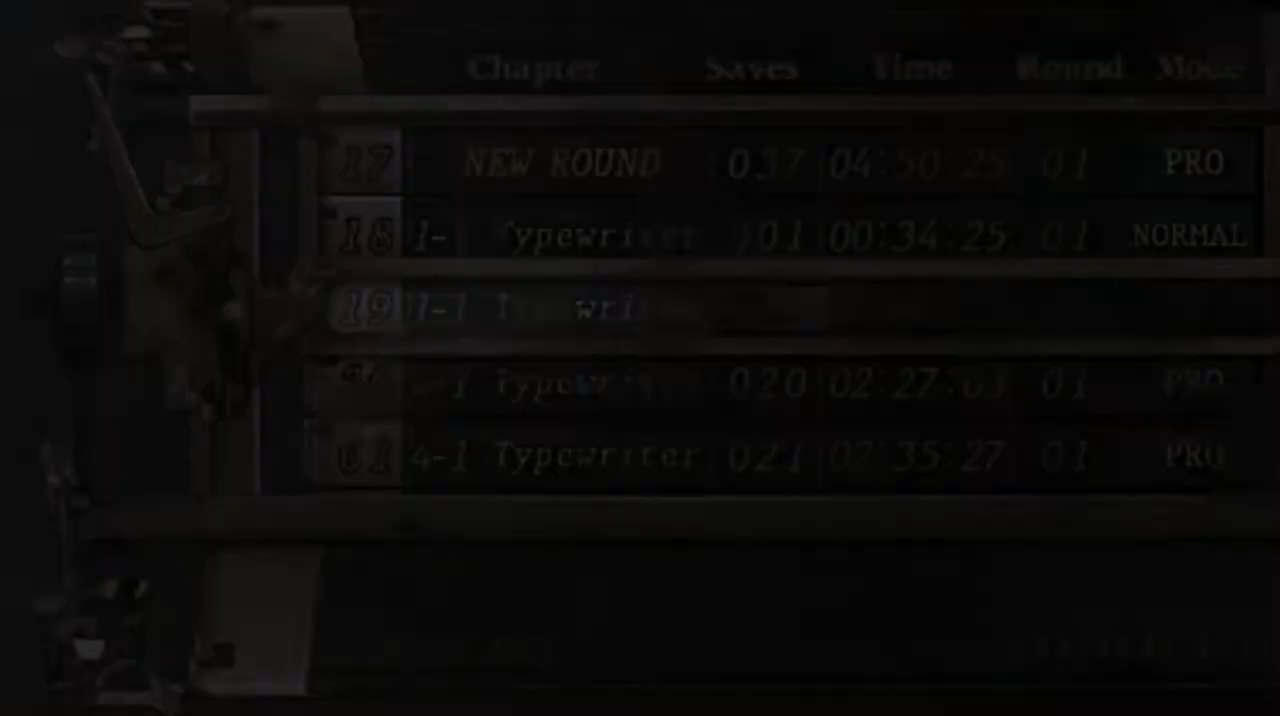 Chapter Saves Time Round Mode
17 NEW ROUND 037 04:50:25 01 PRO
18 1- Typewriter 01 00:34:25 01 NORMAL
19 1-1
-1 Typewriter 020 02:27:03 01 PRO
01 4-1 Typewriter 021 02:35:27 01 PRO